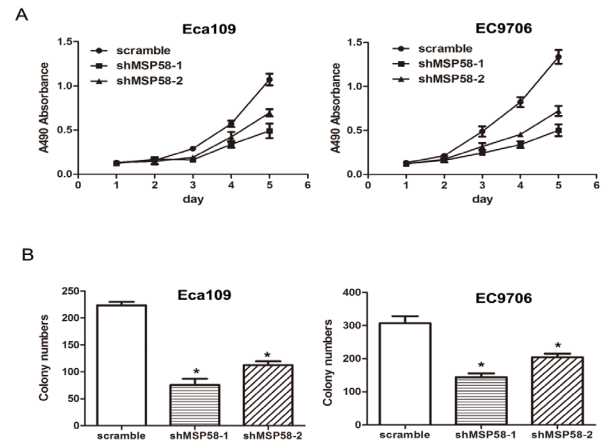 A
Eca109
EC9706
1.5
1.0
0.5
0.0
A490 Absorbance
scramble
shMSP58-1
shMSP58-2
0 1 2 3 4 5 6
day
1.5
1.0
0.5
0.0
A490 Absorbance
scramble
shMSP58-1
shMSP58-2
0 1 2 3 4 5 6
day
B
Eca109
250
200
150
100
50
0
Colony numbers
* *
scramble shMSP58-1 shMSP58-2
EC9706
400
300
200
100
0
Colony numbers
* *
scramble shMSP58-1 shMSP58-2